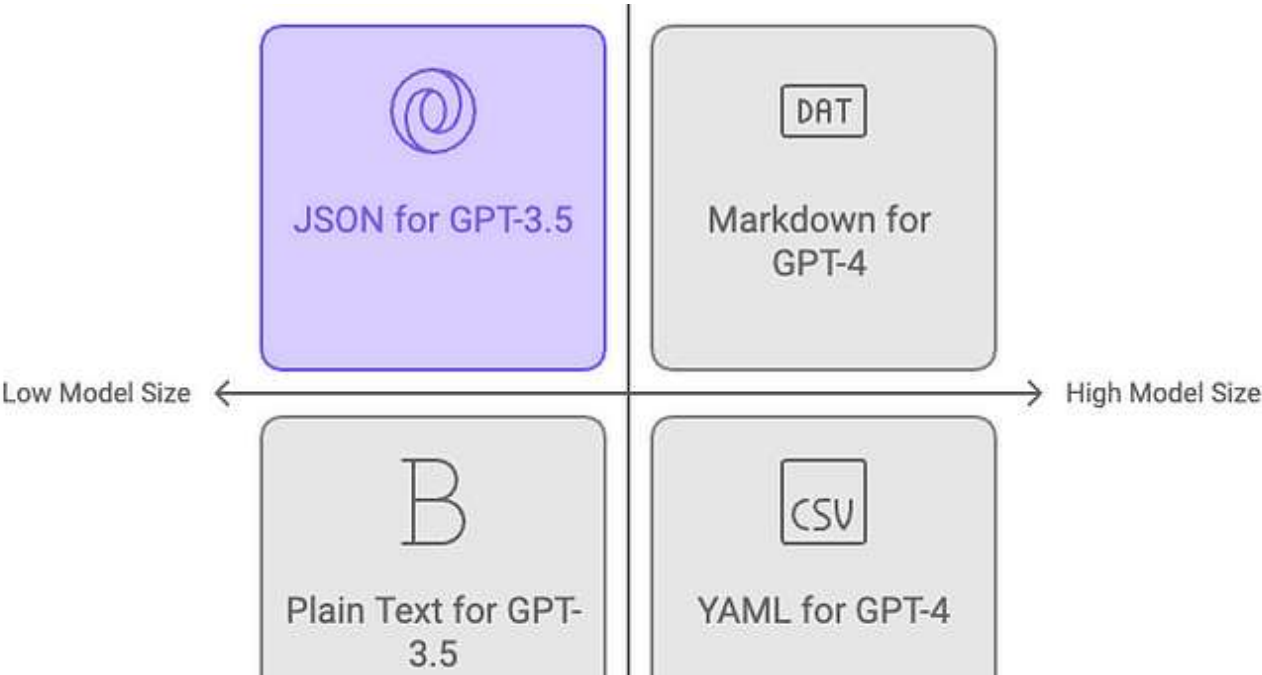 DAT
JSON for GPT-3.5
Markdown for
GPT-4
Low Model Size
High Model Size
B
CSV
Plain Text for GPT-
3.5
YAML for GPT-4